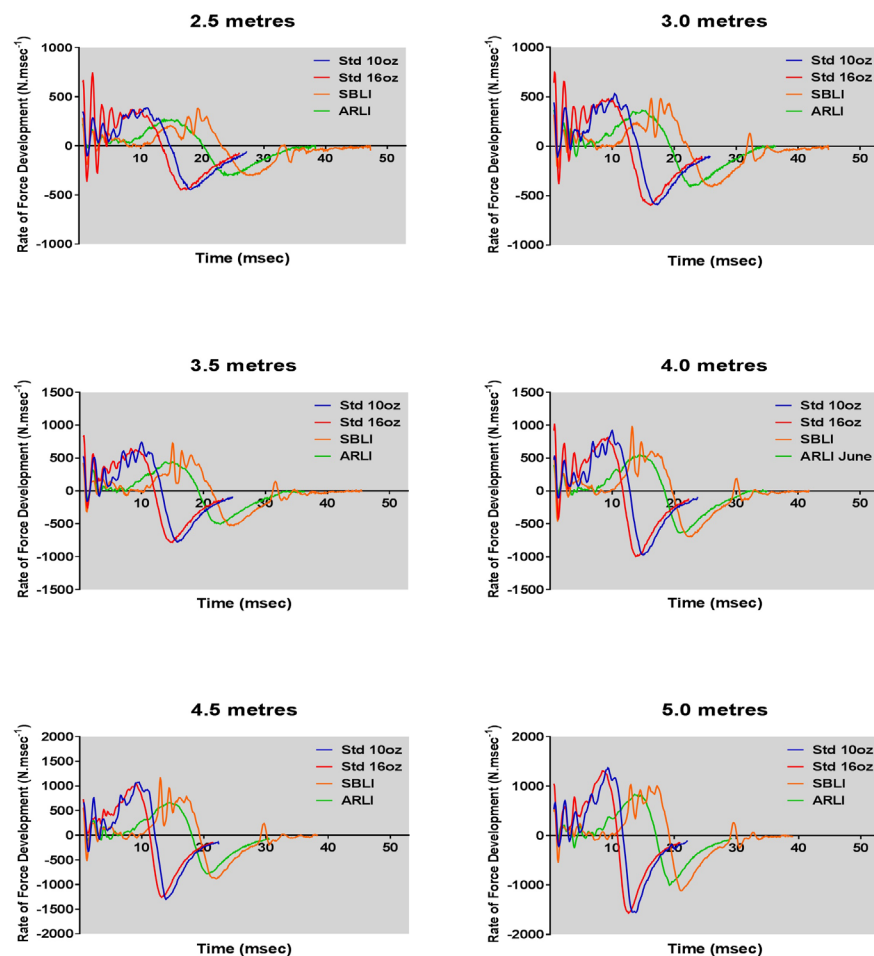 2.5 metres
Rate of Force Development (N.msec⁻¹)
1000
500
0
-500
-1000
10
20
30
40
50
Std 10oz
Std 16oz
SBLI
ARLI
Time (msec)
3.0 metres
Rate of Force Development (N.msec⁻¹)
1000
500
0
-500
-1000
10
20
30
40
50
Std 10oz
Std 16oz
SBLI
ARLI
Time (msec)
3.5 metres
Rate of Force Development (N.msec⁻¹)
1500
1000
500
0
-500
-1000
-1500
10
20
30
40
50
Std 10oz
Std 16oz
SBLI
ARLI
Time (msec)
4.0 metres
Rate of Force Development (N.msec⁻¹)
1500
1000
500
0
-500
-1000
-1500
10
20
30
40
50
Std 10oz
Std 16oz
SBLI
ARLI June
Time (msec)
4.5 metres
Rate of Force Development (N.msec⁻¹)
2000
1500
1000
500
0
-500
-1000
-1500
-2000
10
20
30
40
50
Std 10oz
Std 16oz
SBLI
ARLI
Time (msec)
5.0 metres
Rate of Force Development (N.msec⁻¹)
2000
1000
0
-1000
-2000
10
20
30
40
50
Std 10oz
Std 16oz
SBLI
ARLI
Time (msec)